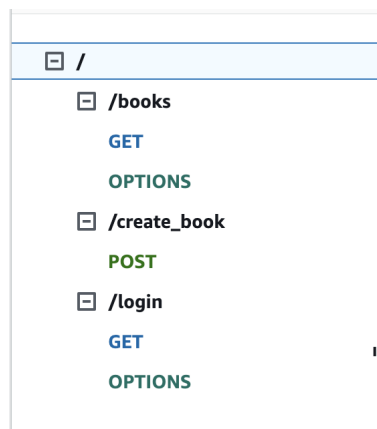 /
/books
GET
OPTIONS
/create_book
POST
/login
GET
OPTIONS